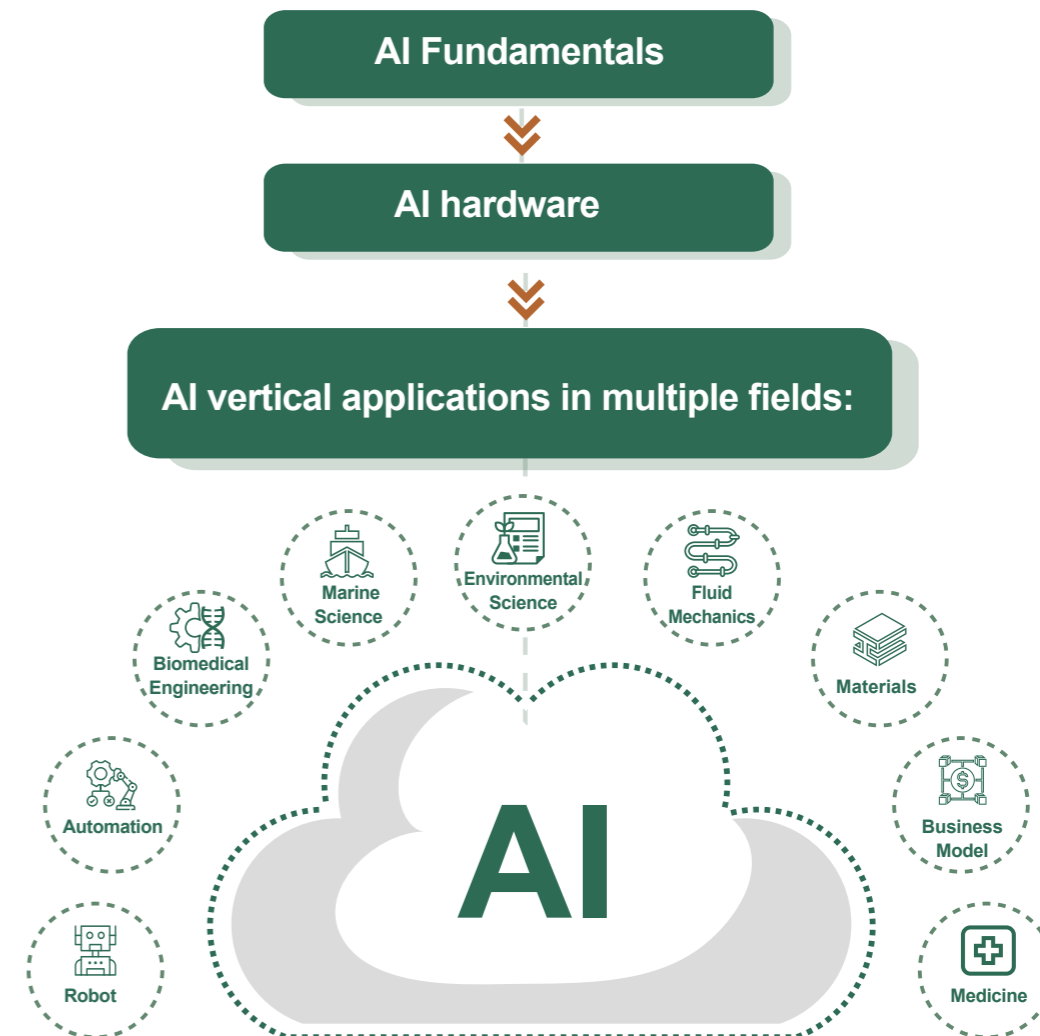 AI Fundamentals
AI hardware
AI vertical applications in multiple fields:
Environmental
Science
Marine
Science
Fluid
Mechanics
Biomedical
Engineering
Materials
Automation
Business
Model
AI
Robot
Medicine